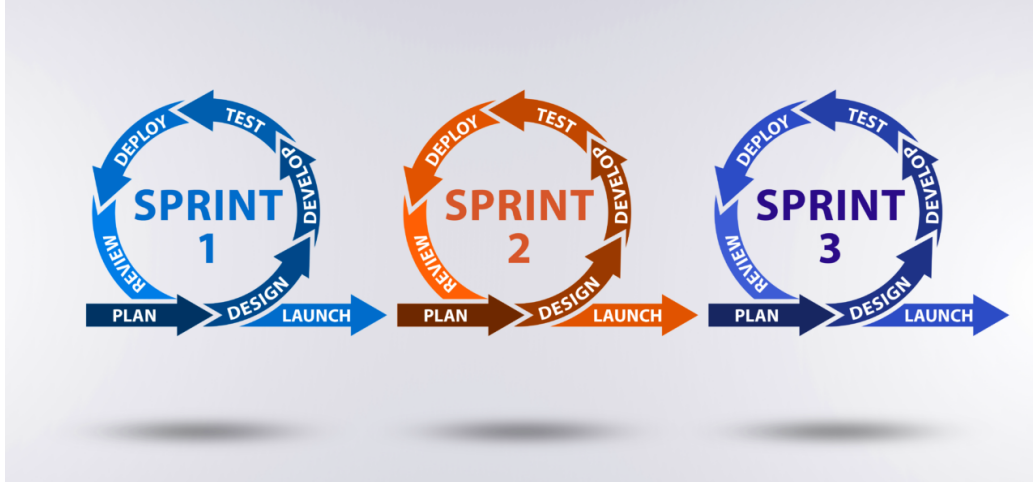 SPRINT
1
PLAN
DESIGN
DEVELOP
TEST
DEPLOY
REVIEW
LAUNCH
SPRINT
2
PLAN
DESIGN
DEVELOP
TEST
DEPLOY
REVIEW
LAUNCH
SPRINT
3
PLAN
DESIGN
DEVELOP
TEST
DEPLOY
REVIEW
LAUNCH